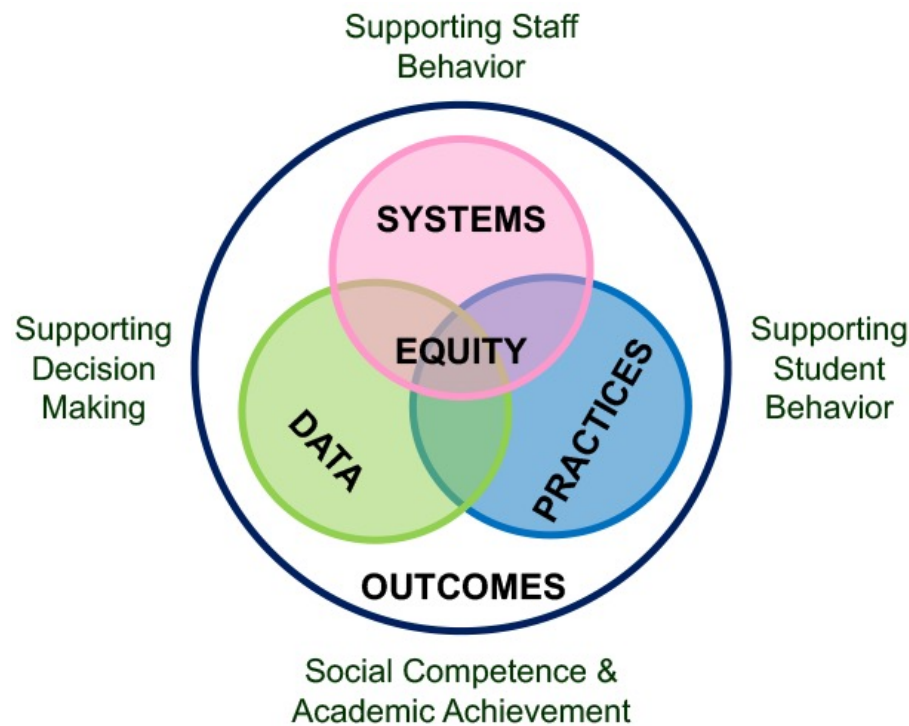 Supporting Staff
Behavior
SYSTEMS
Supporting
Decision
Making
EQUITY
DATA
PRACTICES
Supporting
Student
Behavior
OUTCOMES
Social Competence &
Academic Achievement